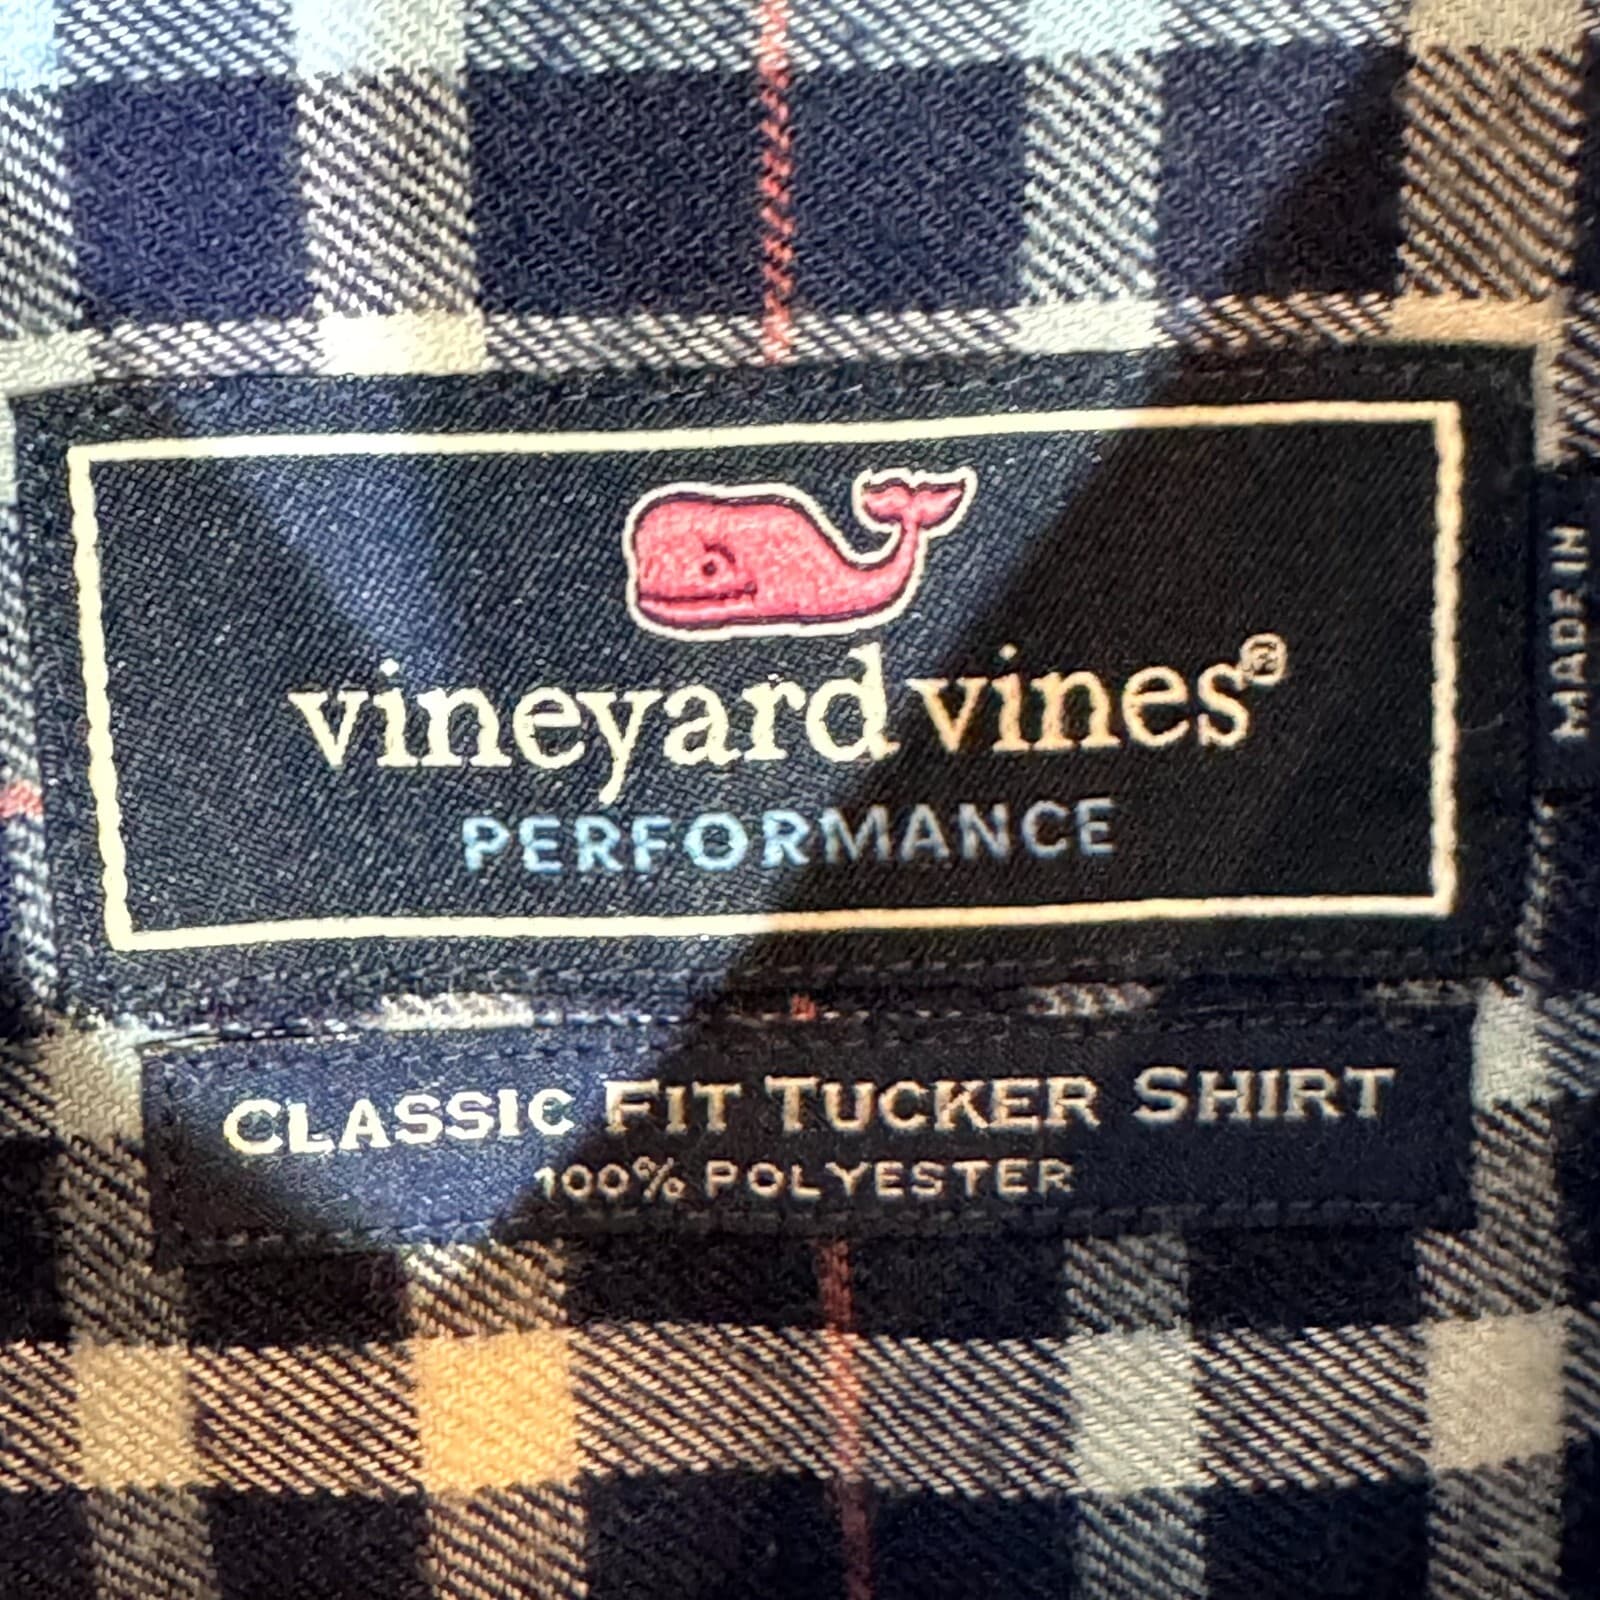 vineyard vines®
PERFORMANCE
CLASSIC FIT TUCKER SHIRT
100% POLYESTER
MADE IN